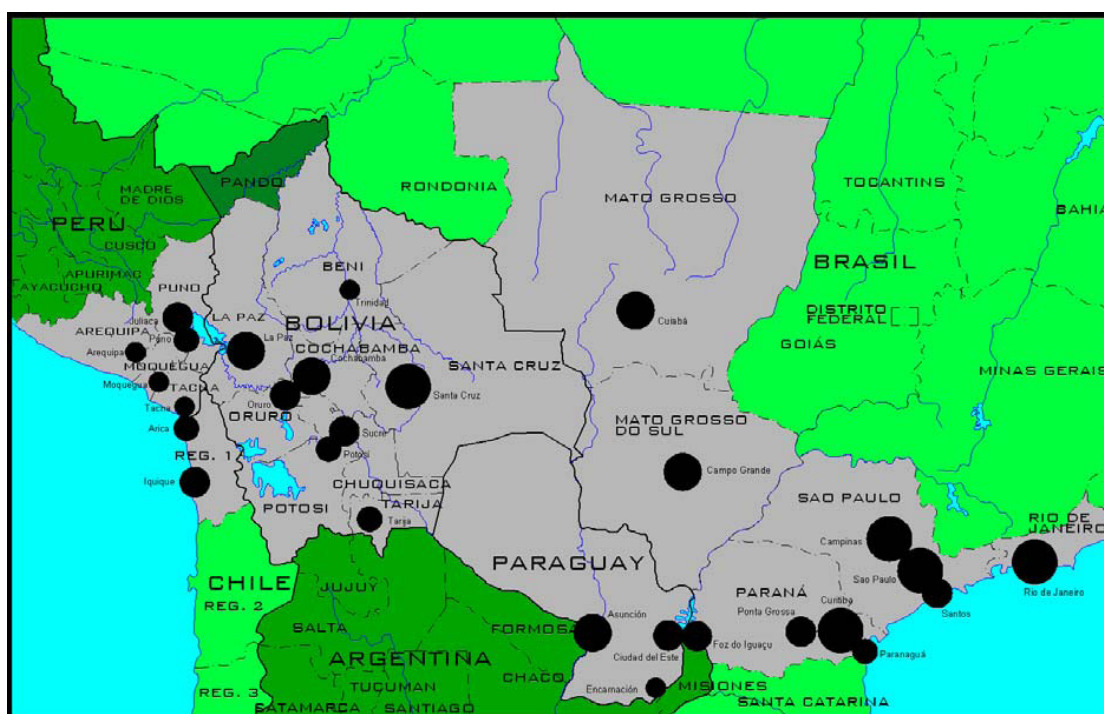 PANDO
RONDONIA
MATO GROSSO
TOCANTINS
BAHIA
MADRE
DE DIOS
PERÚ
CUSCO
APURIMAC
AYACUCHO
PUNO
BENI
Trinidad
BRASIL
DISTRITO
FEDERAL
GOIÁS
Juliaca
LA PAZ
BOLIVIA
Cuiabá
AREQUIPA
Puno
La Paz
COCHABAMBA
Arequipa
Cochabamba
MOQUEGUA
SANTA CRUZ
MINAS GERAIS
Moquegua
TACNA
Santa Cruz
Tacna
Oruro
ORURO
MATO GROSSO
DO SUL
Arica
Sucre
REG. 1
Potosí
Campo Grande
Iquique
CHUQUISACA
SAO PAULO
POTOSI
TARIJA
Tarija
RIO DE
JANEIRO
Campinas
PARAGUAY
CHILE
JUJUY
Sao Paulo
Rio de Janeiro
REG. 2
PARANÁ
Santos
Asunción
Ponta Grossa
Curitiba
SALTA
FORMOSA
Ciudad del Este
Foz do Iguaçu
ARGENTINA
Paranaguá
CHACO
REG. 3
TUCUMAN
Encarnación
MISIONES
SANTA CATARINA
CATAMARCA
SANTIAGO